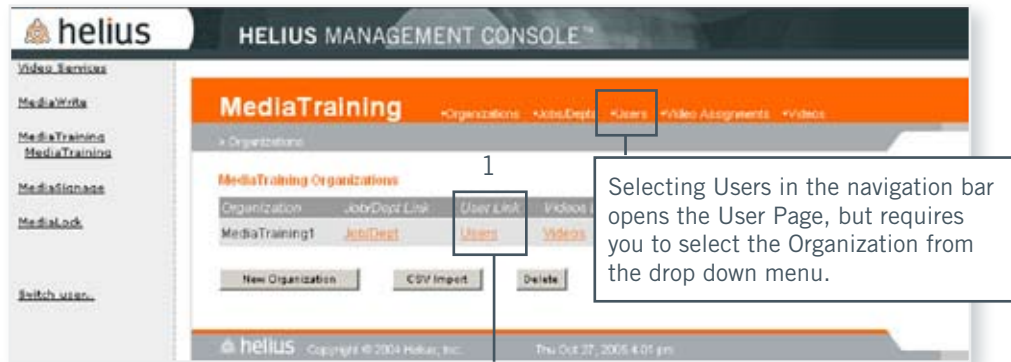 helius
HELIUS MANAGEMENT CONSOLE™
Video Services
MediaWrite
MediaTraining
MediaTraining
MediaSignage
MediaLock
Switch user..
MediaTraining
•Organizations •Jobs/Depts •Users •Video Assignments •Videos
> Organizations
MediaTraining Organizations
1
Organization Job/Dept Link User Link Videos
MediaTraining1 Job/Dept Users Videos
New Organization CSV Import Delete
Selecting Users in the navigation bar
opens the User Page, but requires
you to select the Organization from
the drop down menu.
helius Copyright © 2004 Helius, Inc. Thu Oct 27, 2005 4:01 pm